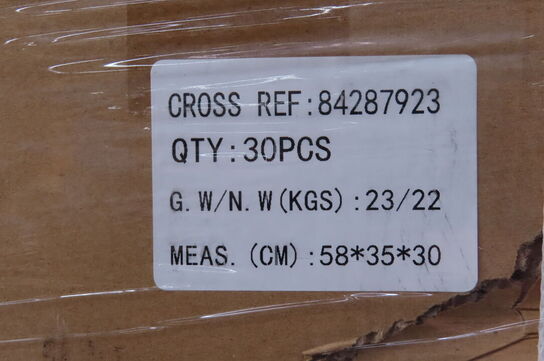 CROSS REF:84287923
QTY:30PCS
G.W/N.W(KGS):23/22
MEAS.(CM):58*35*30